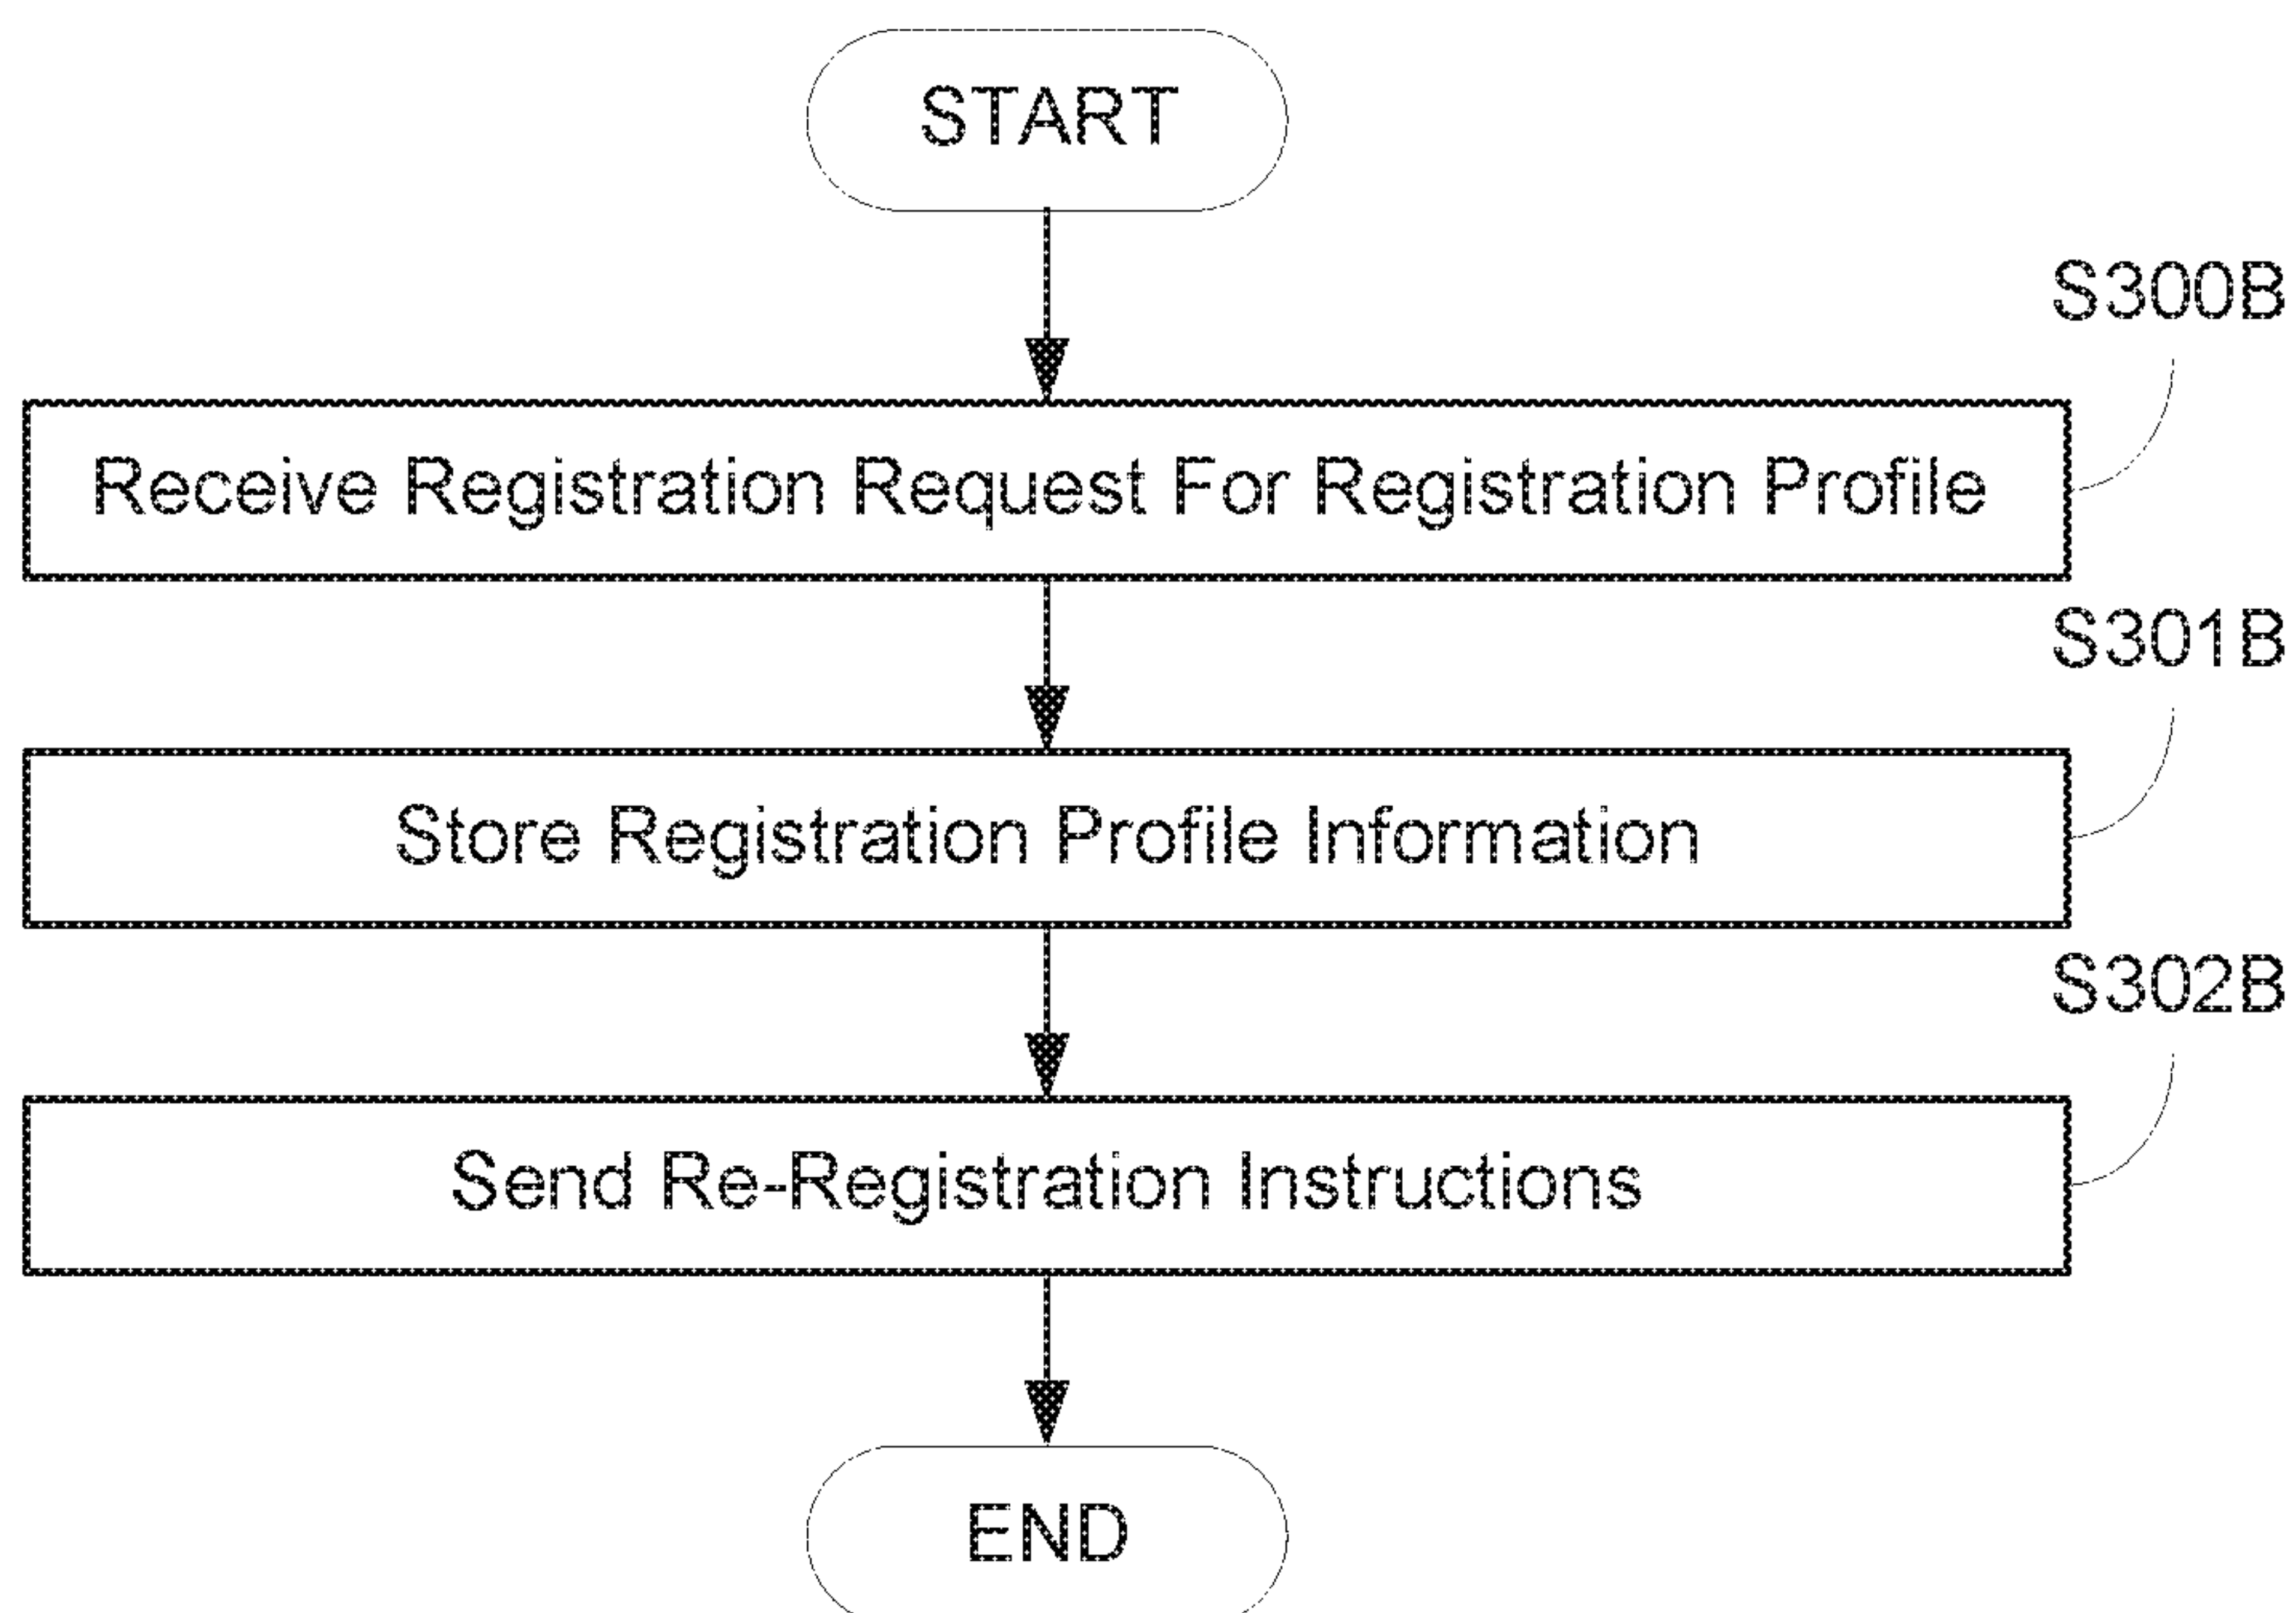 START
S300B
Receive Registration Request For Registration Profile
S301B
Store Registration Profile Information
S302B
Send Re-Registration Instructions
END